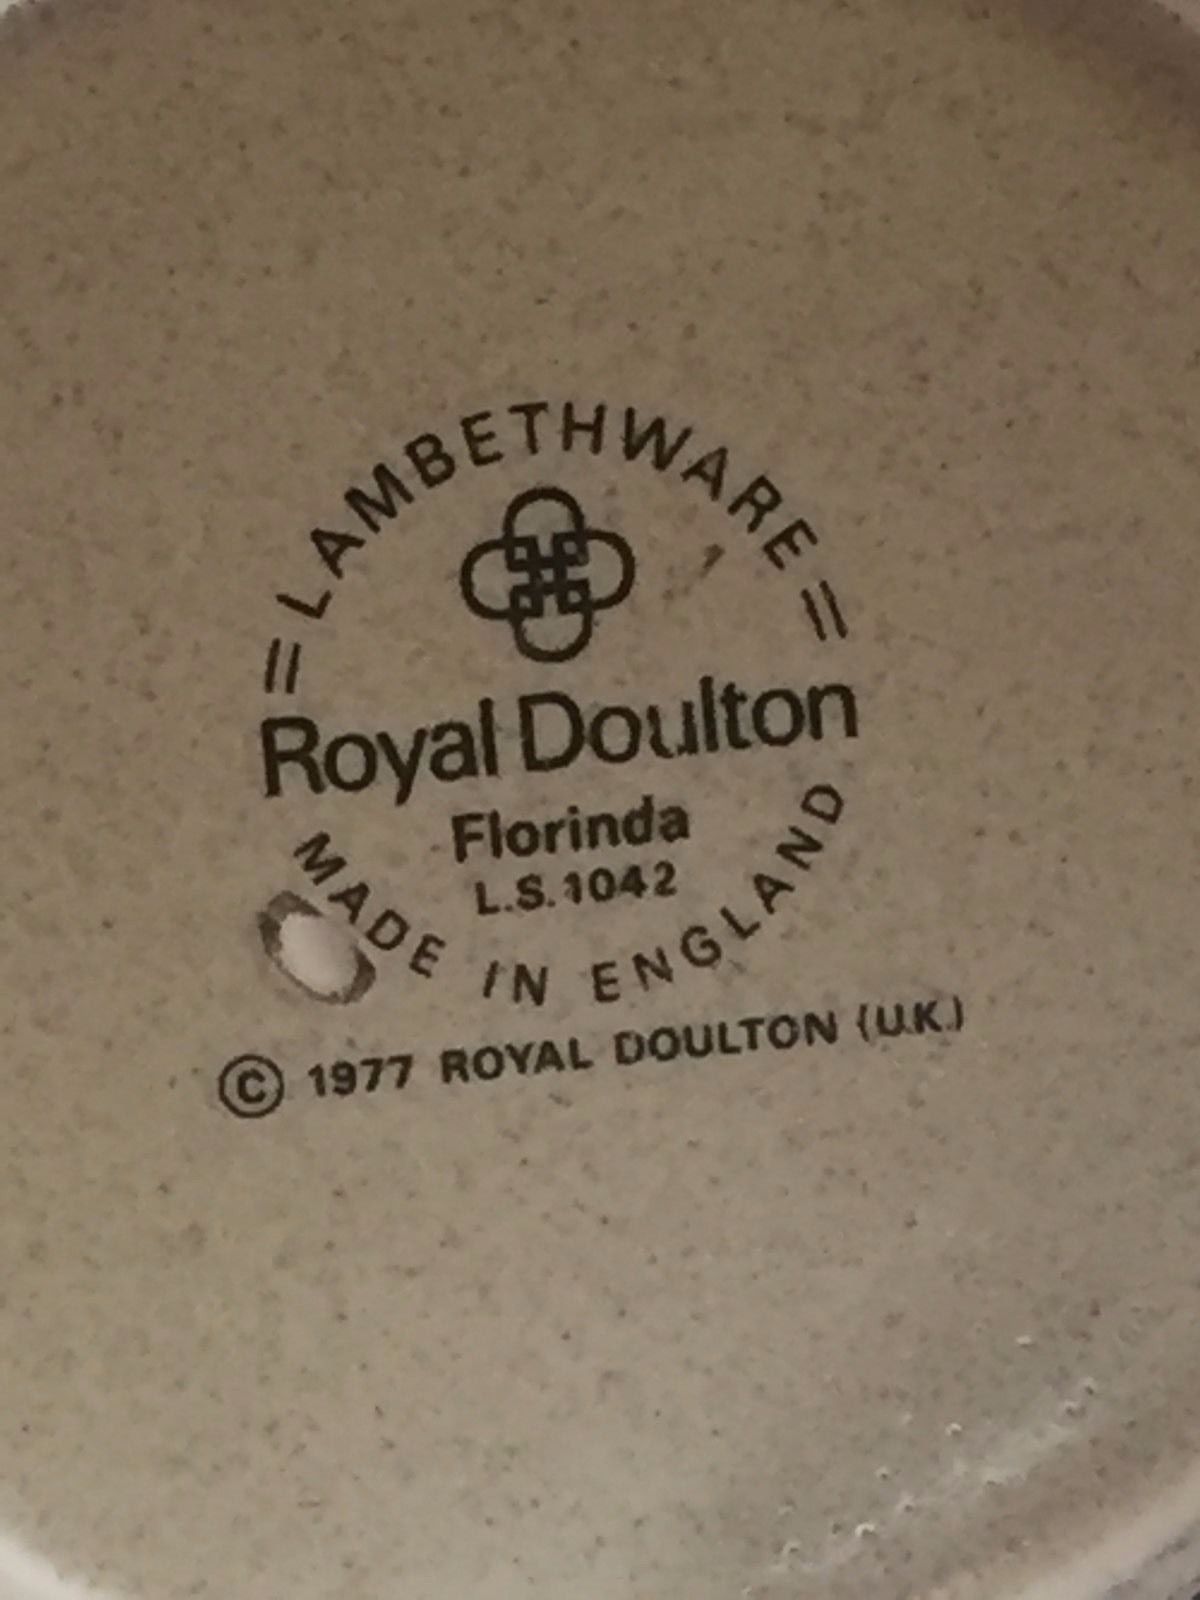 LAMBETHWARE
Royal Doulton
Florinda
L.S.1042
MADE IN ENGLAND
© 1977 ROYAL DOULTON (U.K.)